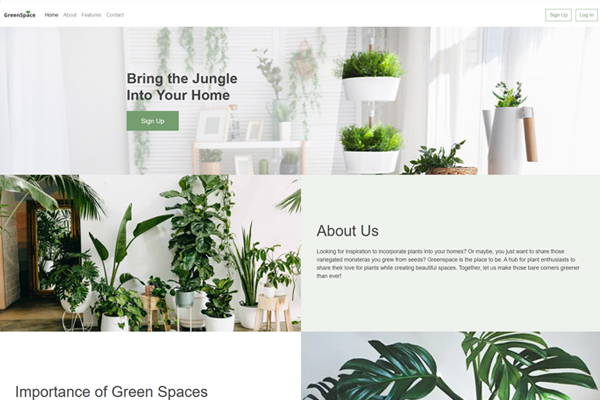 GreenSpace Home About Features Contact Sign Up Log In
Bring the Jungle
Into Your Home
Sign Up
About Us
Looking for inspiration to incorporate plants into your homes? Or maybe, you just want to share those
variegated monsteras you grew from seeds? Greenspace is the place to be. A hub for plant enthusiasts to
share their love for plants while creating beautiful spaces. Together, let us make those bare corners greener
than ever!
Importance of Green Spaces